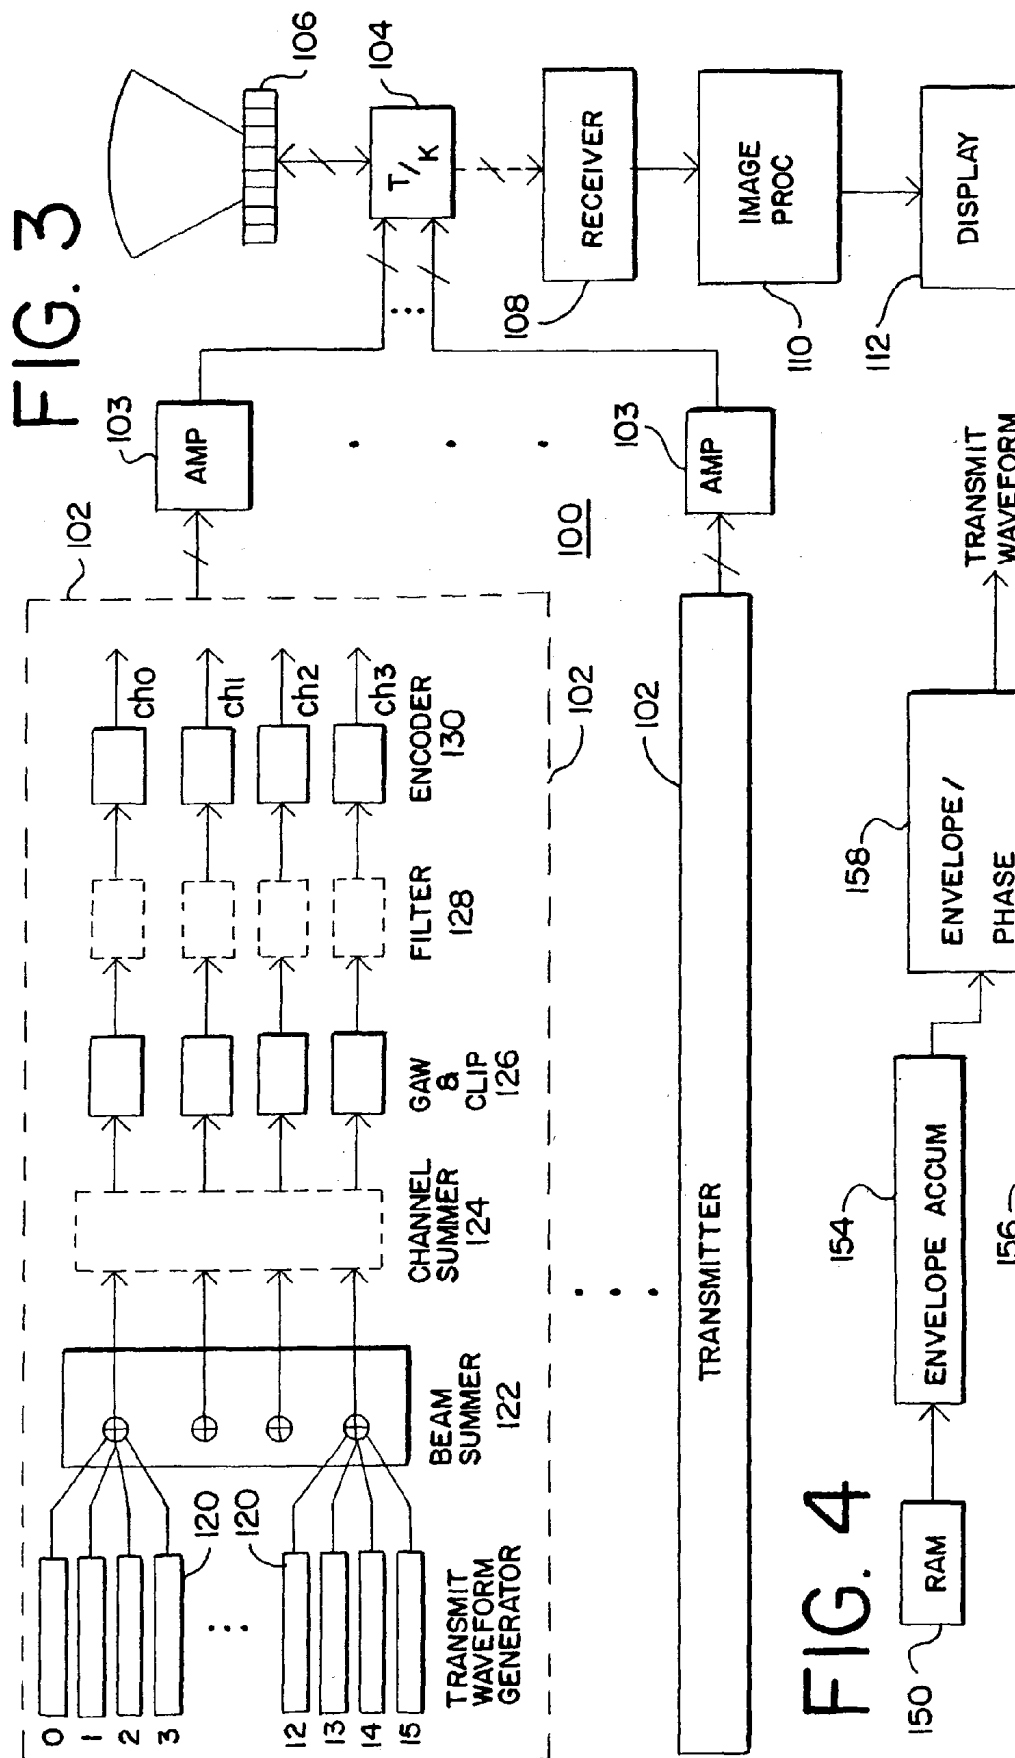 FIG. 3
0
1
2
3
120
120
12
13
14
15
TRANSMIT
WAVEFORM
GENERATOR
BEAM
SUMMER
122
CHANNEL
SUMMER
124
GAW
&
CLIP
126
FILTER
128
ENCODER
130
ch0
ch1
ch2
ch3
102
102
103
AMP
106
104
T/K
100
TRANSMITTER
102
103
AMP
RECEIVER
108
IMAGE
PROC
110
DISPLAY
112
FIG. 4
RAM
150
154
ENVELOPE ACCUM
156
158
ENVELOPE/
PHASE
TRANSMIT
WAVEFORM